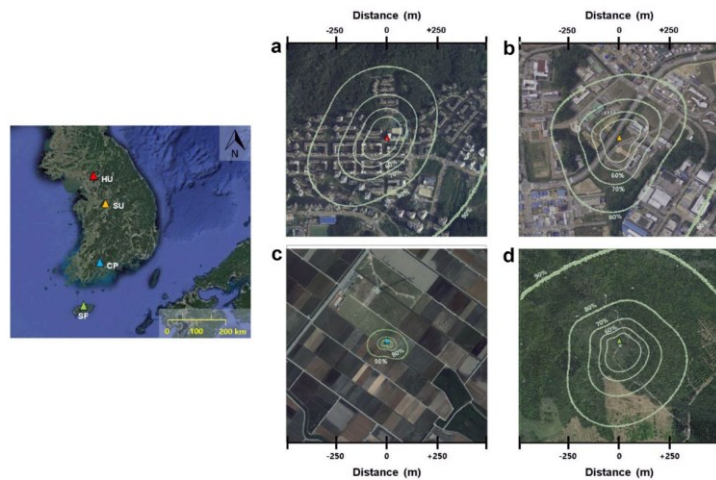 Distance (m)
Distance (m)
-250 0 +250
-250 0 +250
a
b
N
HU
SU
CP
SF
0 100 200 km
60%
70%
80%
c
d
80%
90%
90%
80%
70%
60%
-250 0 +250
-250 0 +250
Distance (m)
Distance (m)